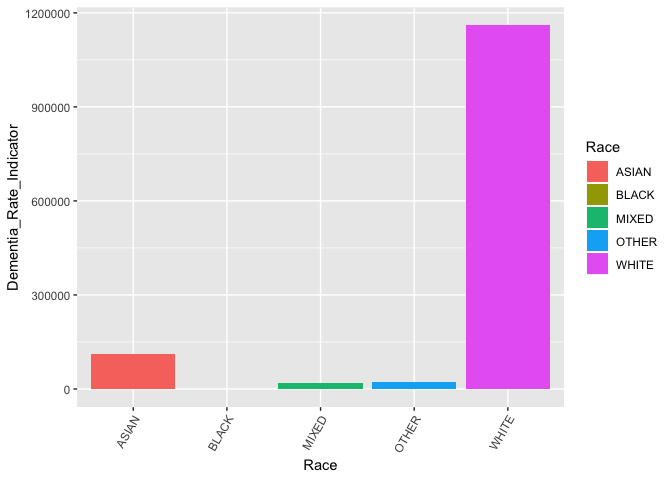 1200000
900000
600000
300000
0
Dementia_Rate_Indicator
ASIAN
BLACK
MIXED
OTHER
WHITE
Race
Race
ASIAN
BLACK
MIXED
OTHER
WHITE